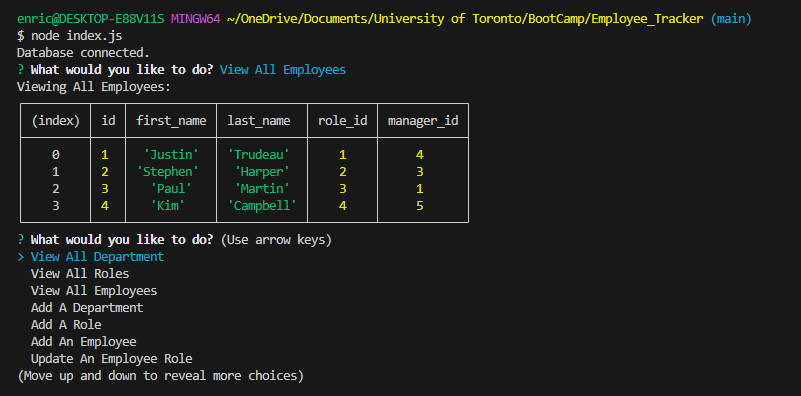 enric@DESKTOP-E88V11S MINGW64 ~/OneDrive/Documents/University of Toronto/BootCamp/Employee_Tracker (main)
$ node index.js
Database connected.
? What would you like to do? View All Employees
Viewing All Employees:
(index) id first_name last_name role_id manager_id
0 1 'Justin' 'Trudeau' 1 4
1 2 'Stephen' 'Harper' 2 3
2 3 'Paul' 'Martin' 3 1
3 4 'Kim' 'Campbell' 4 5
? What would you like to do? (Use arrow keys)
> View All Department
View All Roles
View All Employees
Add A Department
Add A Role
Add An Employee
Update An Employee Role
(Move up and down to reveal more choices)